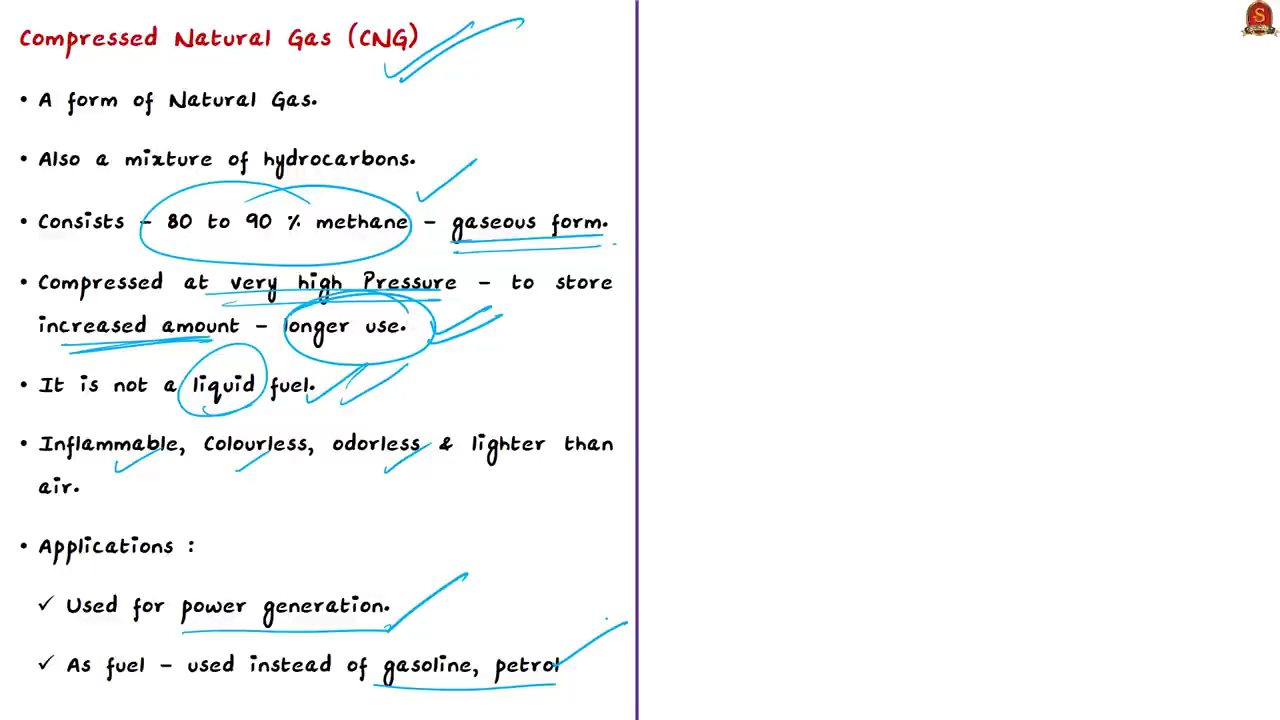 Compressed Natural Gas (CNG)
• A form of Natural Gas.
• Also a mixture of hydrocarbons.
• Consists - 80 to 90 % methane - gaseous form.
• Compressed at very high Pressure - to store
increased amount - longer use.
• It is not a liquid fuel.
• Inflammable, Colourless, odorless & lighter than
air.
• Applications :
✓ Used for power generation.
✓ As fuel - used instead of gasoline, petrol
S